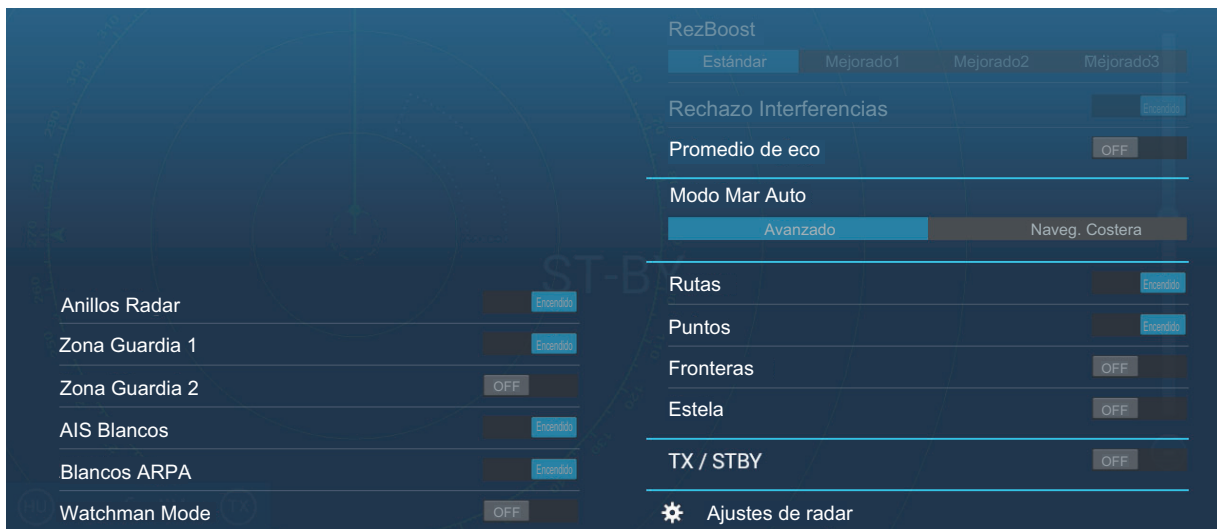 Anillos Radar Encendido
Zona Guardia 1 Encendido
Zona Guardia 2 OFF
AIS Blancos Encendido
Blancos ARPA Encendido
Watchman Mode OFF
HU TX
ST-BY
RezBoost
Estándar Mejorado1 Mejorado2 Mejorado3
Rechazo Interferencias Encendido
Promedio de eco OFF
Modo Mar Auto
Avanzado Naveg. Costera
Rutas Encendido
Puntos Encendido
Fronteras OFF
Estela OFF
TX / STBY OFF
Ajustes de radar